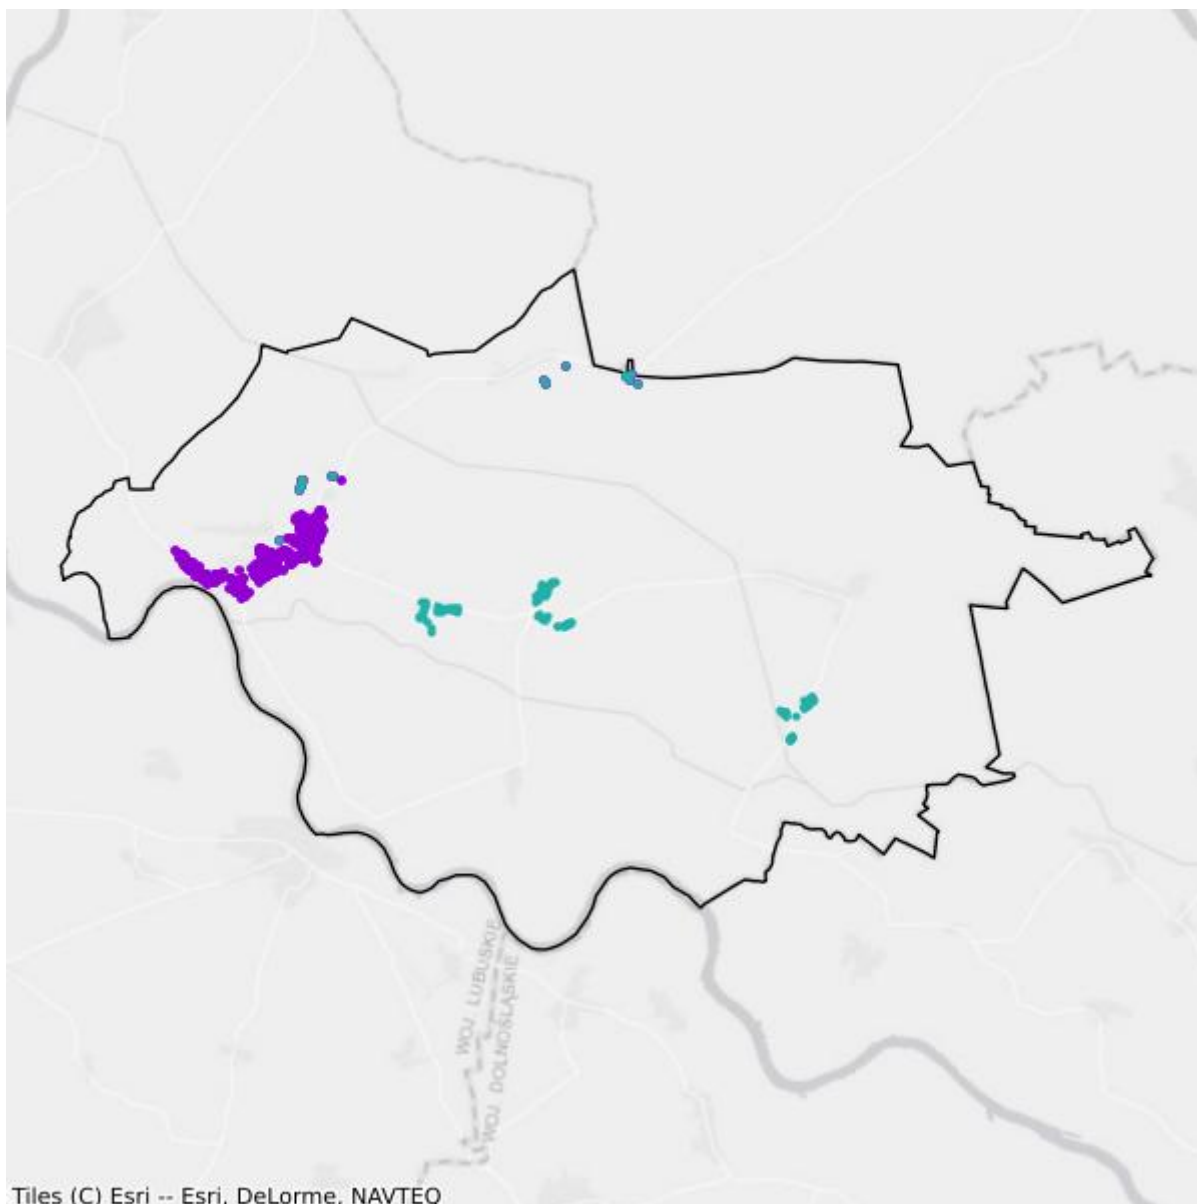 WOJ LUBUSKIE
WOJ DOLNOŚLĄSKIE
Tiles (C) Esri -- Esri, DeLorme, NAVTEQ